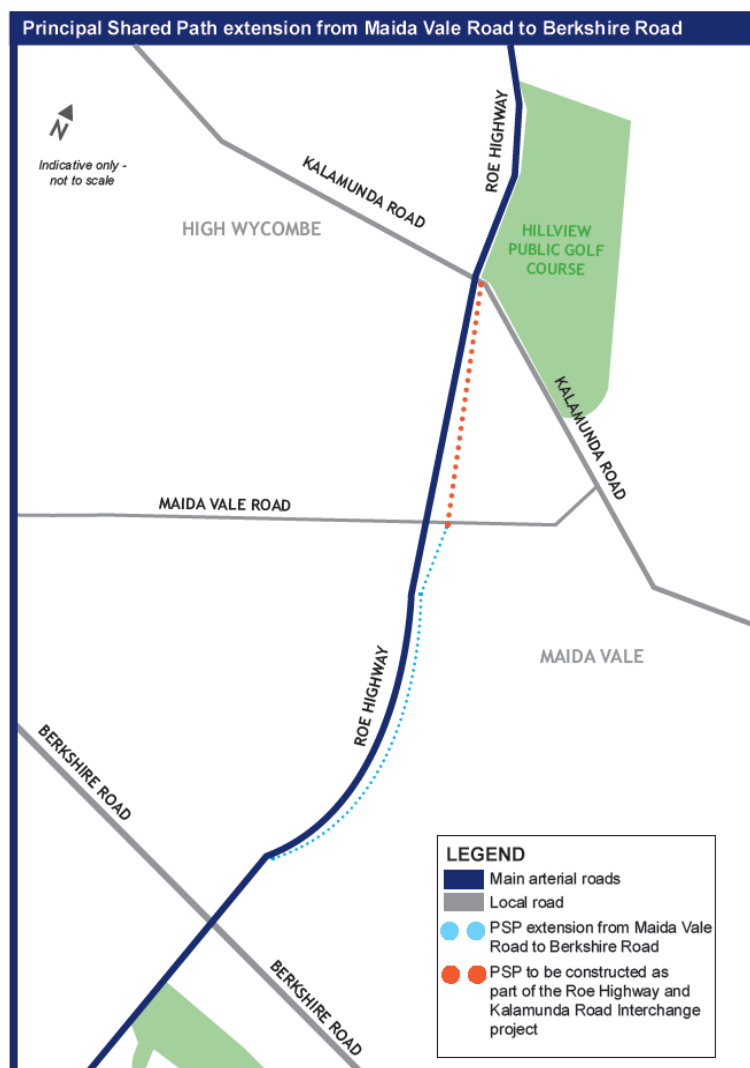 Principal Shared Path extension from Maida Vale Road to Berkshire Road
N
Indicative only -
not to scale
ROE HIGHWAY
KALAMUNDA ROAD
HIGH WYCOMBE
HILLVIEW
PUBLIC GOLF
COURSE
KALAMUNDA ROAD
MAIDA VALE ROAD
MAIDA VALE
ROE HIGHWAY
BERKSHIRE ROAD
BERKSHIRE ROAD
LEGEND
Main arterial roads
Local road
PSP extension from Maida Vale
Road to Berkshire Road
PSP to be constructed as
part of the Roe Highway and
Kalamunda Road Interchange
project